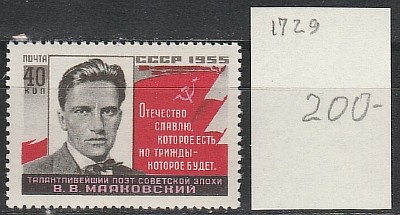 ПОЧТА СССР 1955
40
КОП
ОТЕЧЕСТВО
СЛАВЛЮ,
КОТОРОЕ ЕСТЬ,
НО ТРИЖДЫ-
КОТОРОЕ БУДЕТ.
ТАЛАНТЛИВЕЙШИЙ ПОЭТ СОВЕТСКОЙ ЭПОХИ
В. В. МАЯКОВСКИЙ
1729
200-